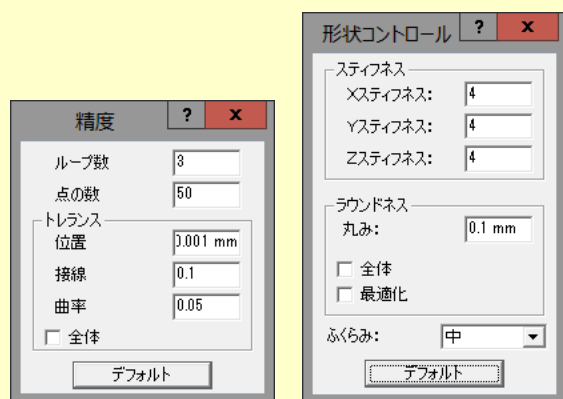 精度
?
x
ループ数
3
点の数
50
トレランス
位置
0.001 mm
接線
0.1
曲率
0.05
全体
デフォルト
形状コントロール
?
x
スティフネス
Xスティフネス:
4
Yスティフネス:
4
Zスティフネス:
4
ラウンドネス
丸み:
0.1 mm
全体
最適化
ふくらみ:
中
デフォルト